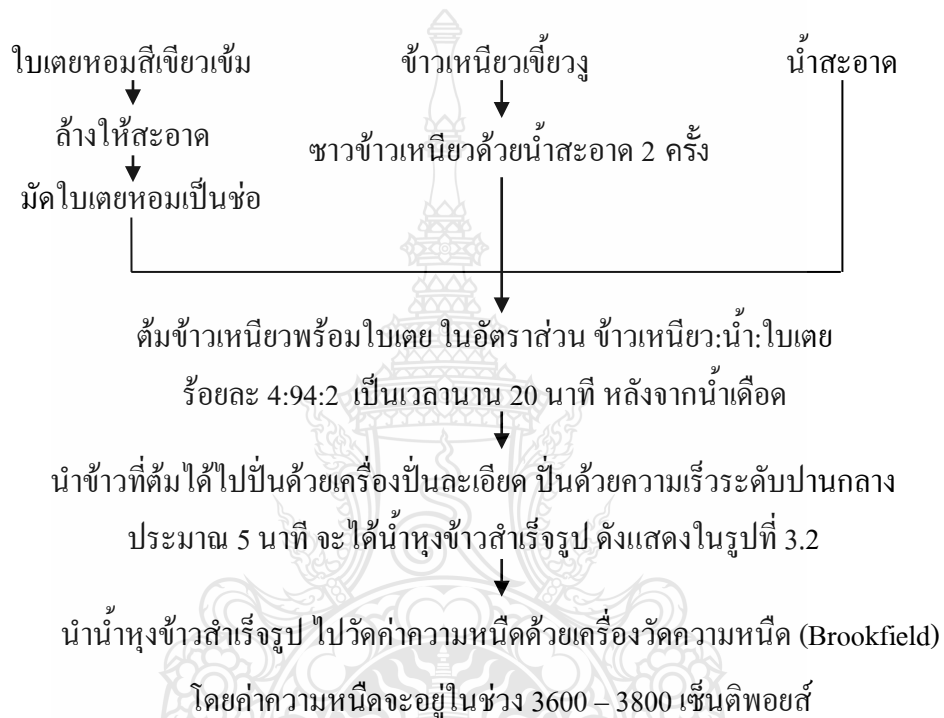 ใบเตยหอมสีเขียวเข้ม
ข้าวเหนียวเขี้ยวงู
น้ำสะอาด
ล้างให้สะอาด
ซาวข้าวเหนียวด้วยน้ำสะอาด 2 ครั้ง
มัดใบเตยหอมเป็นช่อ
ต้มข้าวเหนียวพร้อมใบเตย ในอัตราส่วน ข้าวเหนียว:น้ำ:ใบเตย
ร้อยละ 4:94:2 เป็นเวลานาน 20 นาที หลังจากน้ำเดือด
นำข้าวที่ต้มได้ไปปั่นด้วยเครื่องปั่นละเอียด ปั่นด้วยความเร็วระดับปานกลาง
ประมาณ 5 นาที จะได้น้ำหุงข้าวสำเร็จรูป ดังแสดงในรูปที่ 3.2
นำน้ำหุงข้าวสำเร็จรูป ไปวัดค่าความหนืดด้วยเครื่องวัดความหนืด (Brookfield)
โดยค่าความหนืดจะอยู่ในช่วง 3600 – 3800 เซ็นติพอยส์